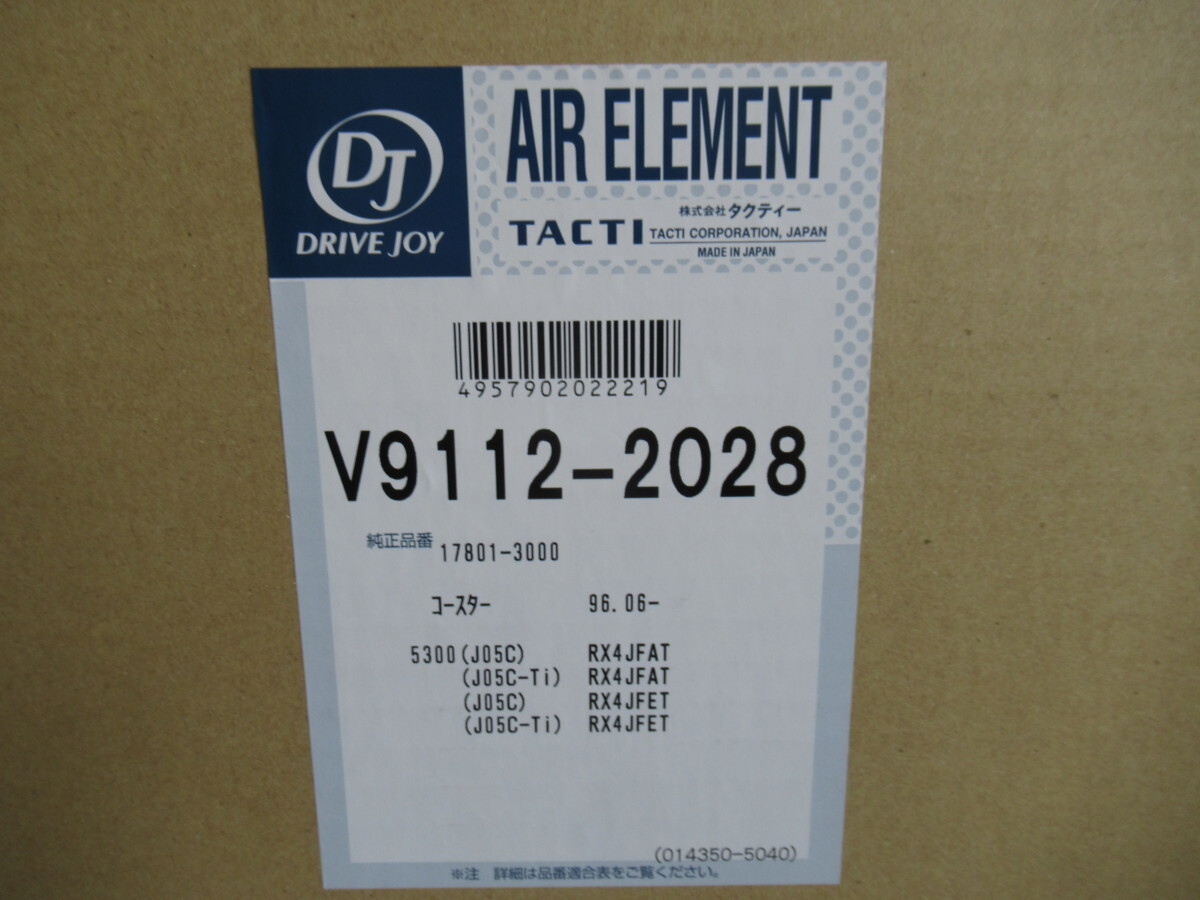 DJ
DRIVE JOY
AIR ELEMENT
TACTI
株式会社タクティー
TACTI CORPORATION, JAPAN
MADE IN JAPAN
4957902022219
V9112-2028
純正品番 17801-3000
ｺｰｽﾀｰ 96.06-
5300(J05C) RX4JFAT
(J05C-Ti) RX4JFAT
(J05C) RX4JFET
(J05C-Ti) RX4JFET
(014350-5040)
※注 詳細は品番適合表をご覧ください。